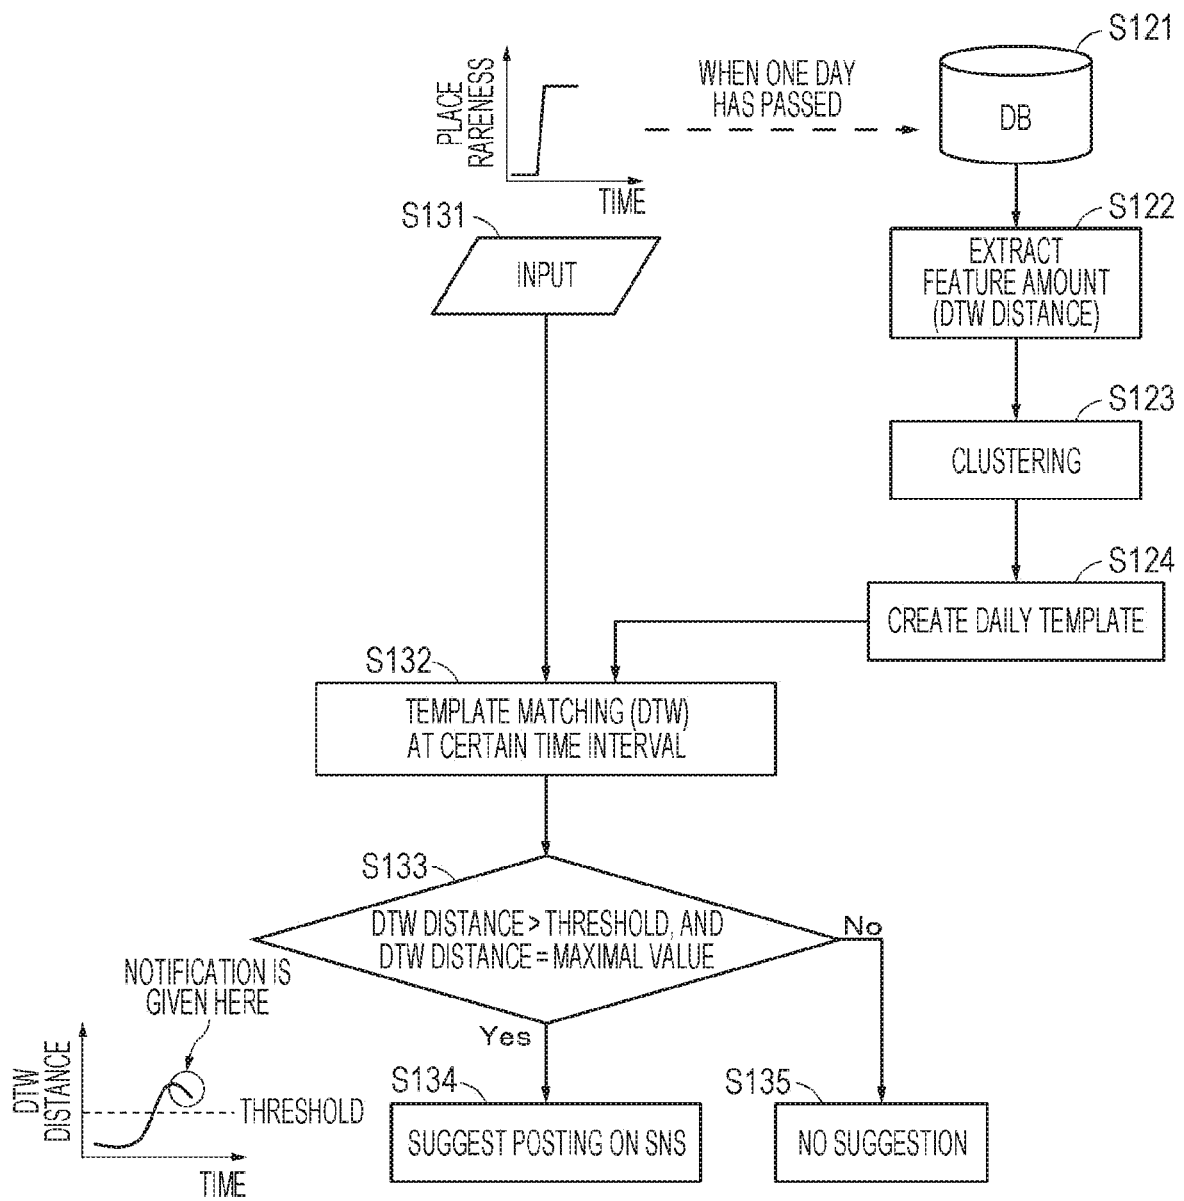 S121
PLACE
RARENESS
WHEN ONE DAY
HAS PASSED
DB
TIME
S122
EXTRACT
FEATURE AMOUNT
(DTW DISTANCE)
S131
INPUT
S123
CLUSTERING
S124
CREATE DAILY TEMPLATE
S132
TEMPLATE MATCHING (DTW)
AT CERTAIN TIME INTERVAL
S133
DTW DISTANCE > THRESHOLD, AND
DTW DISTANCE = MAXIMAL VALUE
No
Yes
NOTIFICATION IS
GIVEN HERE
DTW
DISTANCE
THRESHOLD
TIME
S134
SUGGEST POSTING ON SNS
S135
NO SUGGESTION